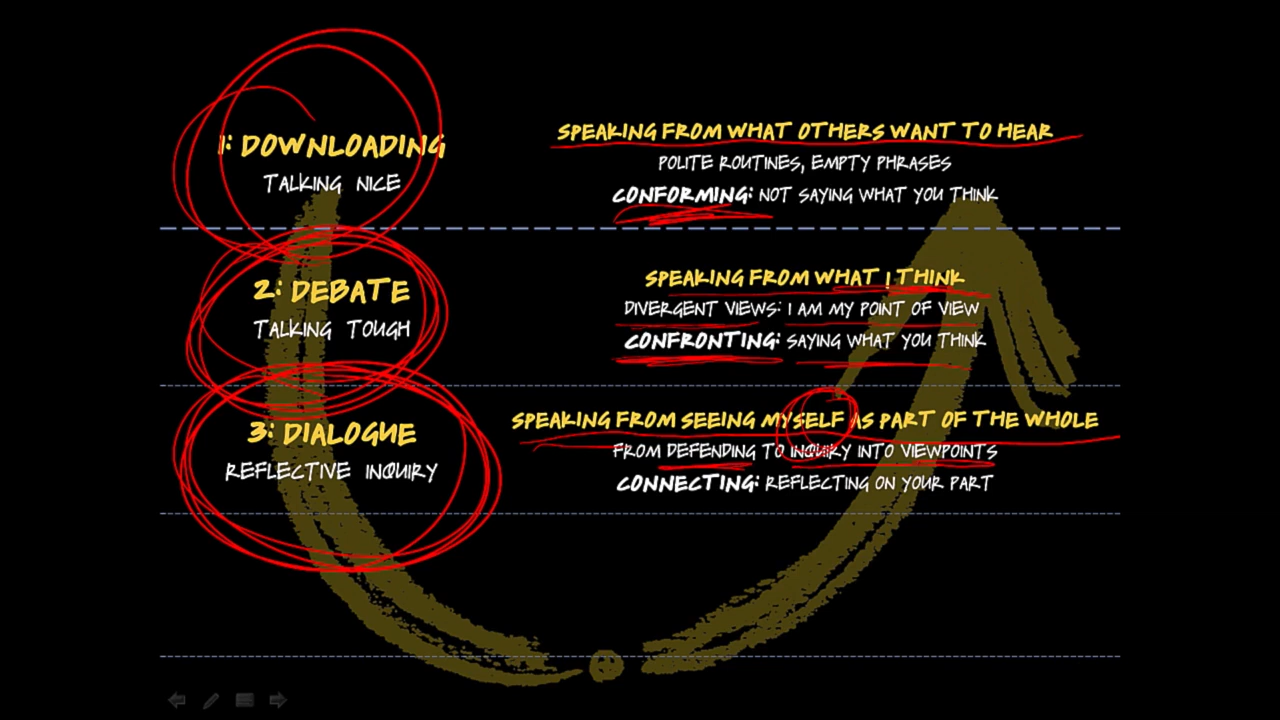 1: DOWNLOADING
TALKING NICE
SPEAKING FROM WHAT OTHERS WANT TO HEAR
POLITE ROUTINES, EMPTY PHRASES
CONFORMING: NOT SAYING WHAT YOU THINK
2: DEBATE
TALKING TOUGH
SPEAKING FROM WHAT I THINK
DIVERGENT VIEWS: I AM MY POINT OF VIEW
CONFRONTING: SAYING WHAT YOU THINK
3: DIALOGUE
REFLECTIVE INQUIRY
SPEAKING FROM SEEING MYSELF AS PART OF THE WHOLE
FROM DEFENDING TO INQUIRY INTO VIEWPOINTS
CONNECTING: REFLECTING ON YOUR PART